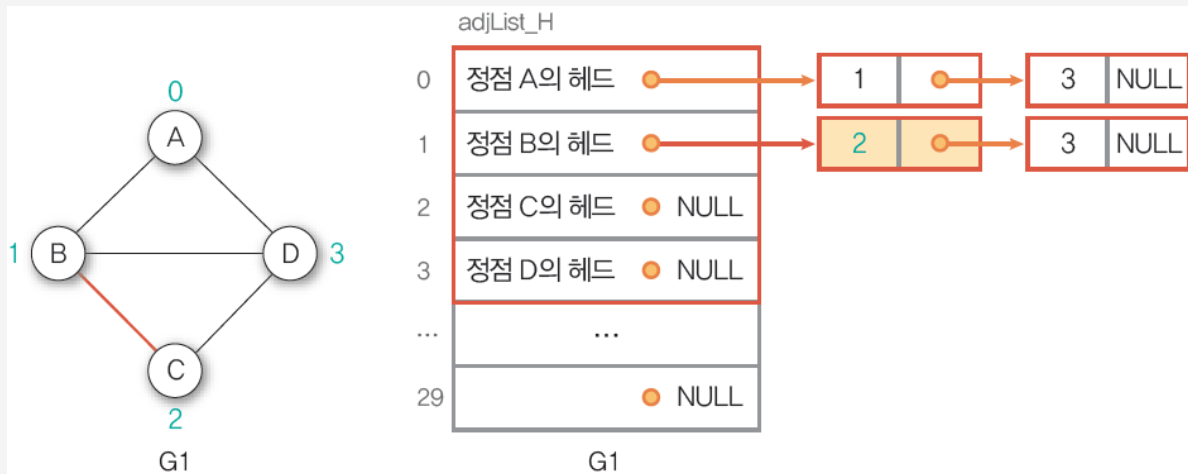 adjList_H
0
A
1
B
D
3
C
2
G1
0 정점 A의 헤드 1 3 NULL
1 정점 B의 헤드 2 3 NULL
2 정점 C의 헤드 NULL
3 정점 D의 헤드 NULL
... ...
29 NULL
G1